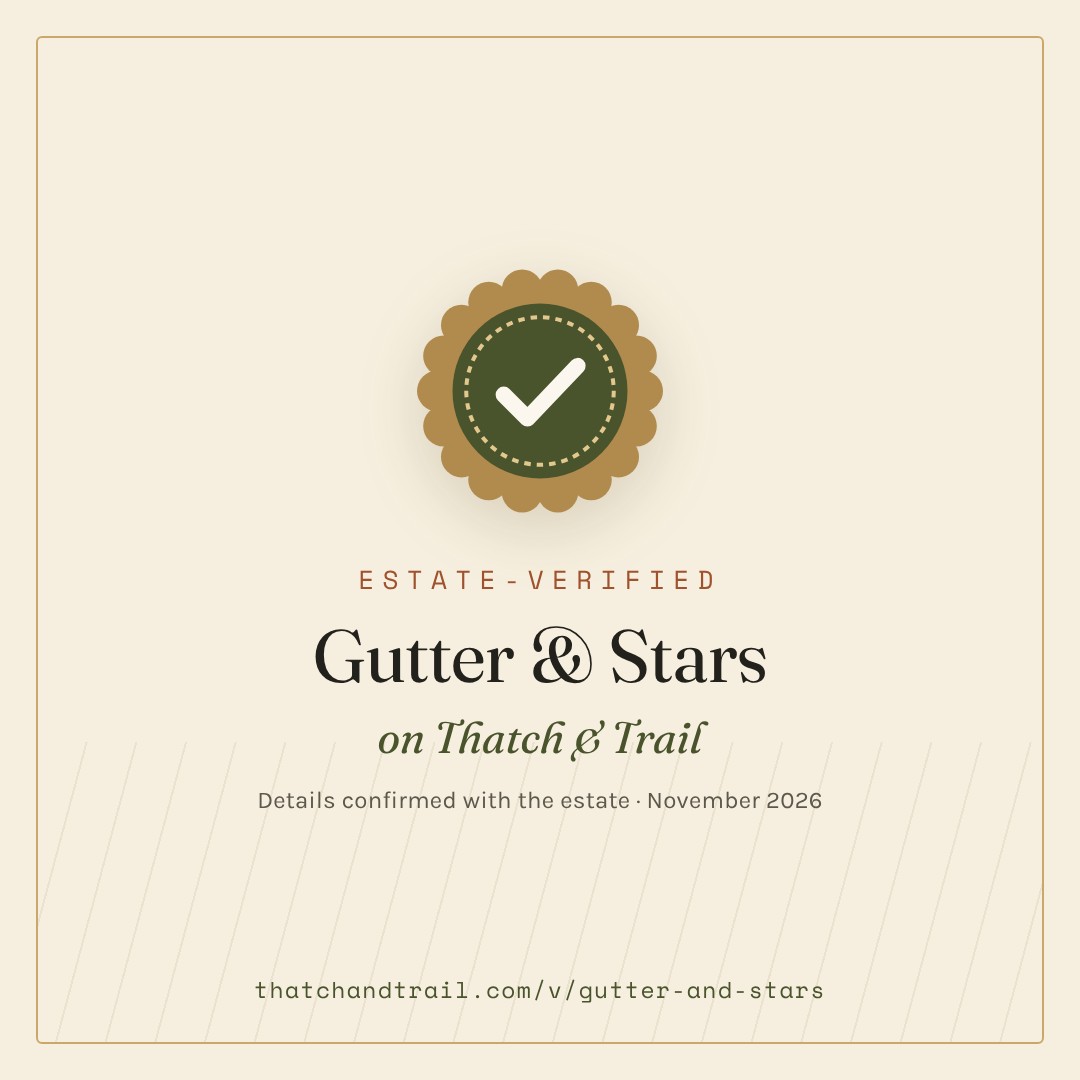 ESTATE-VERIFIED
Gutter & Stars
on Thatch & Trail
Details confirmed with the estate · November 2026
thatchandtrail.com/v/gutter-and-stars